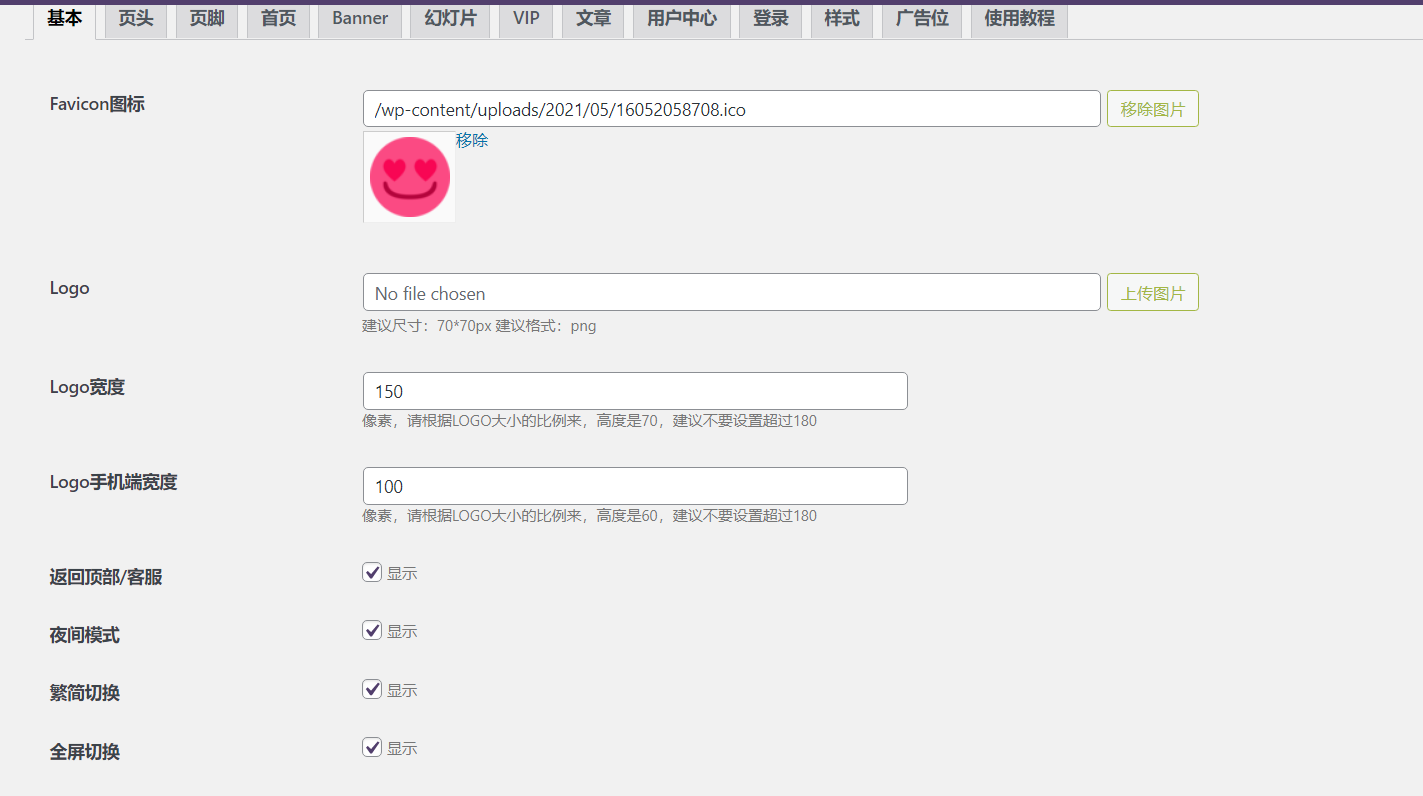 基本 页头 页脚 首页 Banner 幻灯片 VIP 文章 用户中心 登录 样式 广告位 使用教程
Favicon图标 /wp-content/uploads/2021/05/16052058708.ico 移除图片
移除
Logo No file chosen 上传图片
建议尺寸：70*70px 建议格式：png
Logo宽度 150
像素，请根据LOGO大小的比例来，高度是70，建议不要设置超过180
Logo手机端宽度 100
像素，请根据LOGO大小的比例来，高度是60，建议不要设置超过180
返回顶部/客服 显示
夜间模式 显示
繁简切换 显示
全屏切换 显示